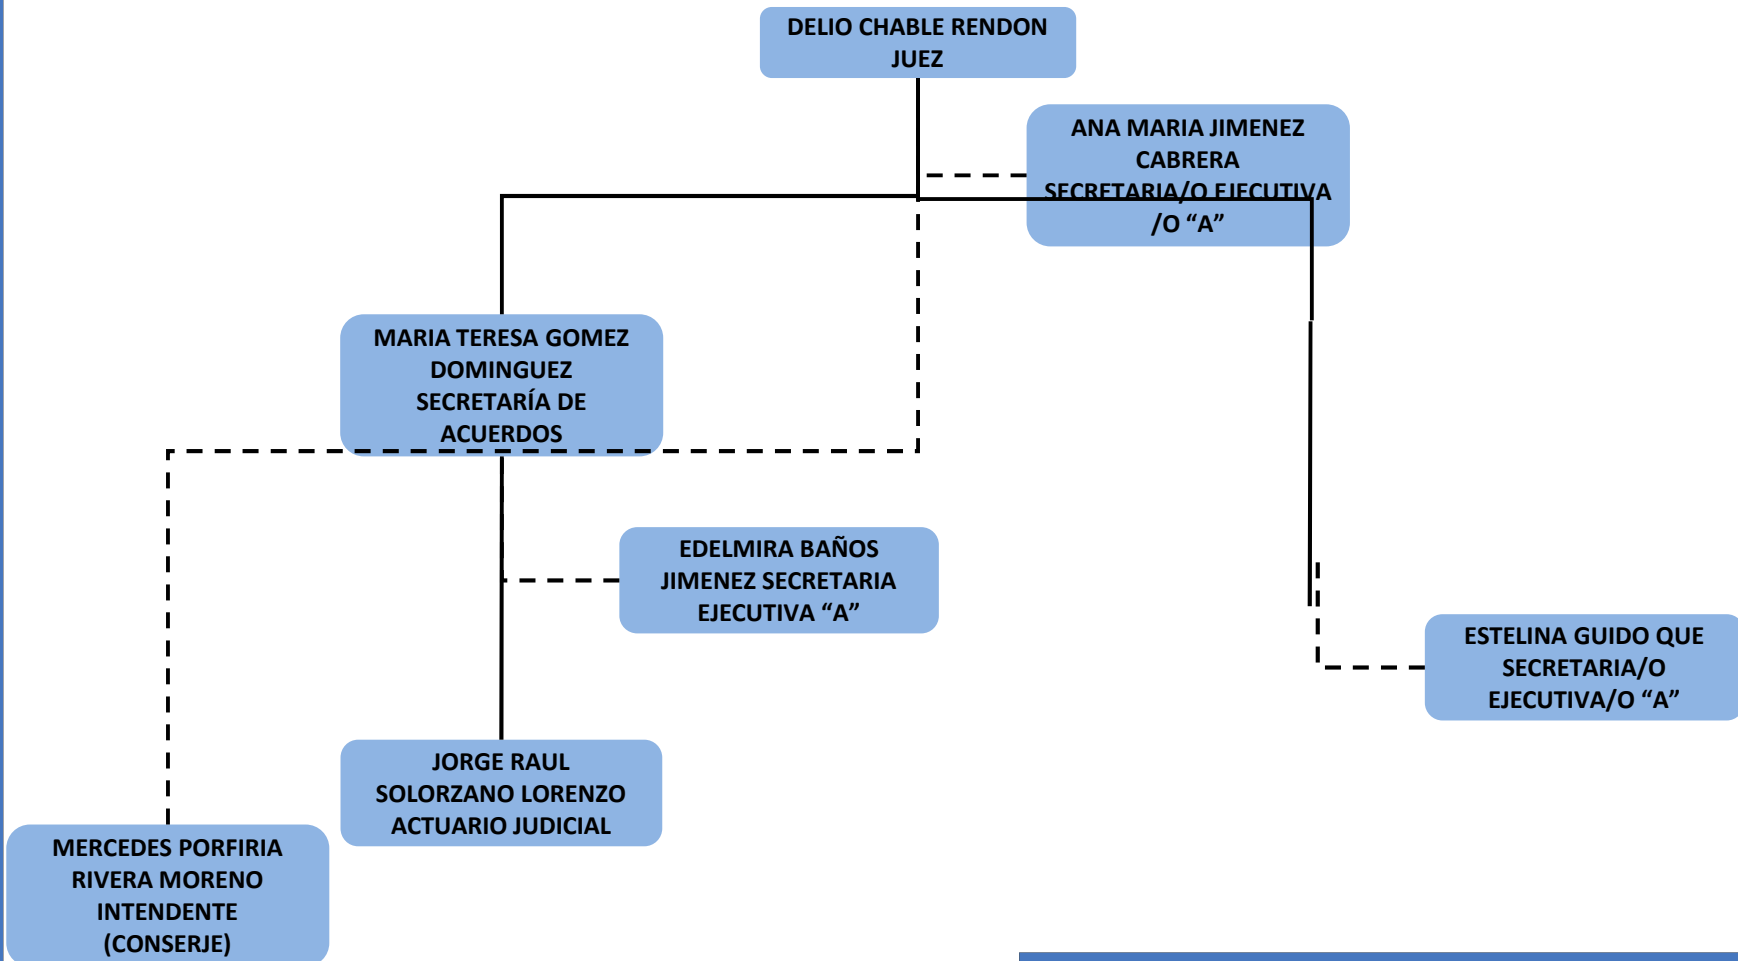 DELIO CHABLE RENDON
JUEZ
ANA MARIA JIMENEZ
CABRERA
SECRETARIA/O EJECUTIVA
/O “A”
MARIA TERESA GOMEZ
DOMINGUEZ
SECRETARÍA DE
ACUERDOS
EDELMIRA BAÑOS
JIMENEZ SECRETARIA
EJECUTIVA “A”
ESTELINA GUIDO QUE
SECRETARIA/O
EJECUTIVA/O “A”
JORGE RAUL
SOLORZANO LORENZO
ACTUARIO JUDICIAL
MERCEDES PORFIRIA
RIVERA MORENO
INTENDENTE
(CONSERJE)